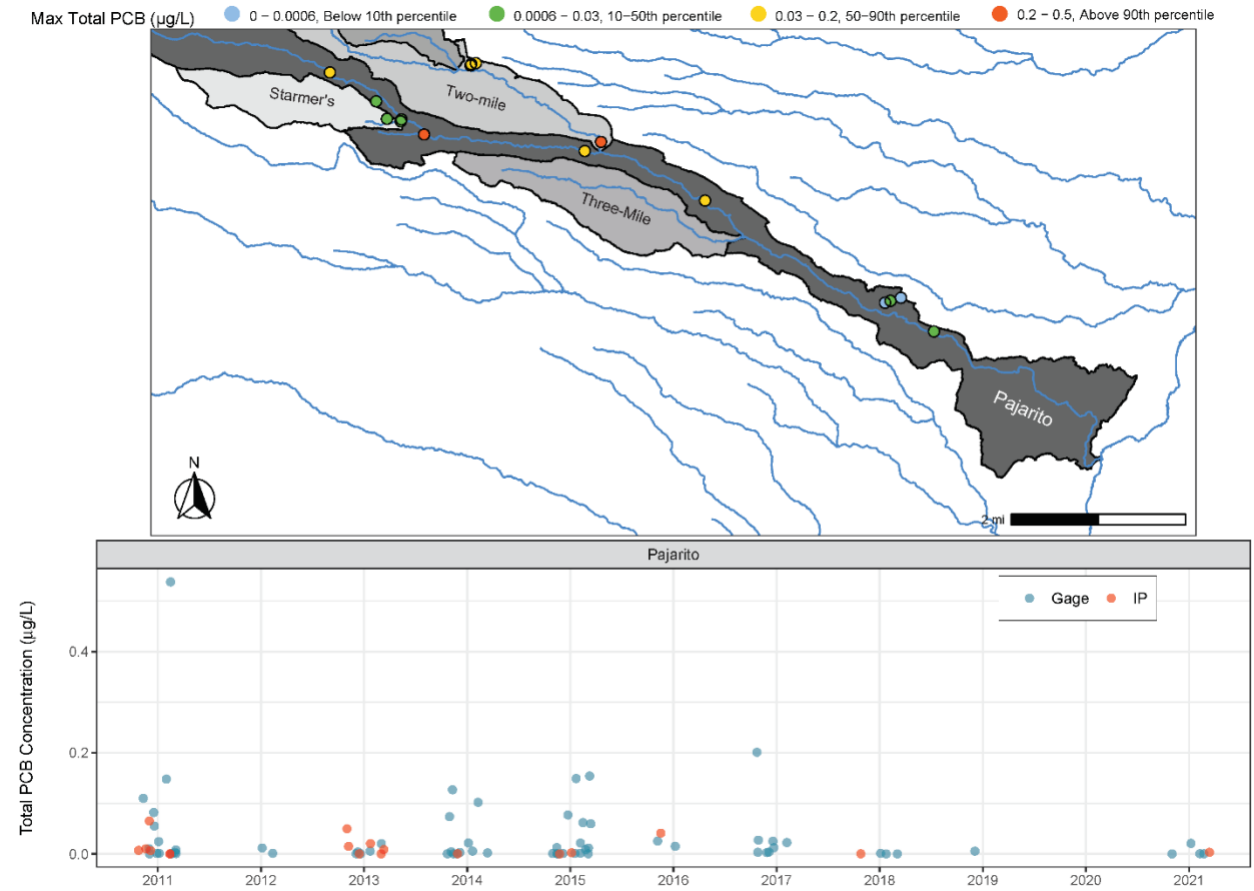 Max Total PCB (µg/L) 0 – 0.0006, Below 10th percentile 0.0006 – 0.03, 10–50th percentile 0.03 – 0.2, 50–90th percentile 0.2 – 0.5, Above 90th percentile
Starmer's
Two-mile
Three-Mile
Pajarito
N
2 mi
Pajarito
Gage IP
Total PCB Concentration (µg/L)
0.4
0.2
0.0
2011 2012 2013 2014 2015 2016 2017 2018 2019 2020 2021